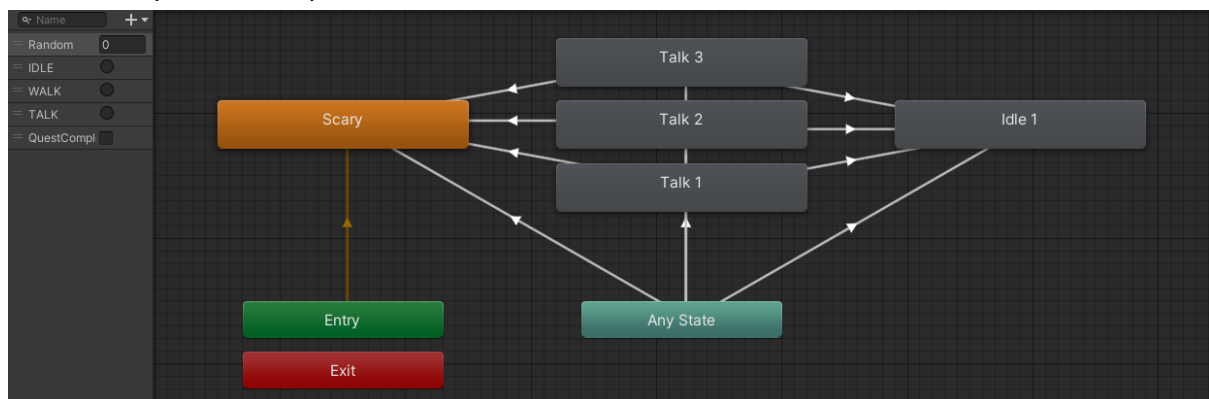 Name
Random 0
IDLE
WALK
TALK
QuestCompl
Talk 3
Scary
Talk 2
Idle 1
Talk 1
Entry
Any State
Exit